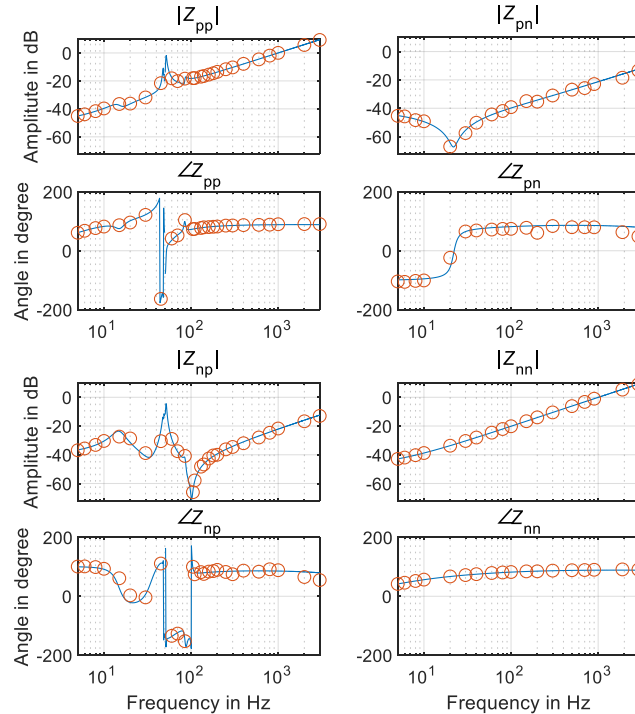 |Z_pp|
Amplitude in dB
0
-20
-40
-60
|Z_pn|
0
-20
-40
-60
∠Z_pp
Angle in degree
200
0
-200
10^1
10^2
10^3
∠Z_pn
200
0
-200
10^1
10^2
10^3
|Z_np|
Amplitude in dB
0
-20
-40
-60
|Z_nn|
0
-20
-40
-60
∠Z_np
Angle in degree
200
0
-200
10^1
10^2
10^3
Frequency in Hz
∠Z_nn
200
0
-200
10^1
10^2
10^3
Frequency in Hz